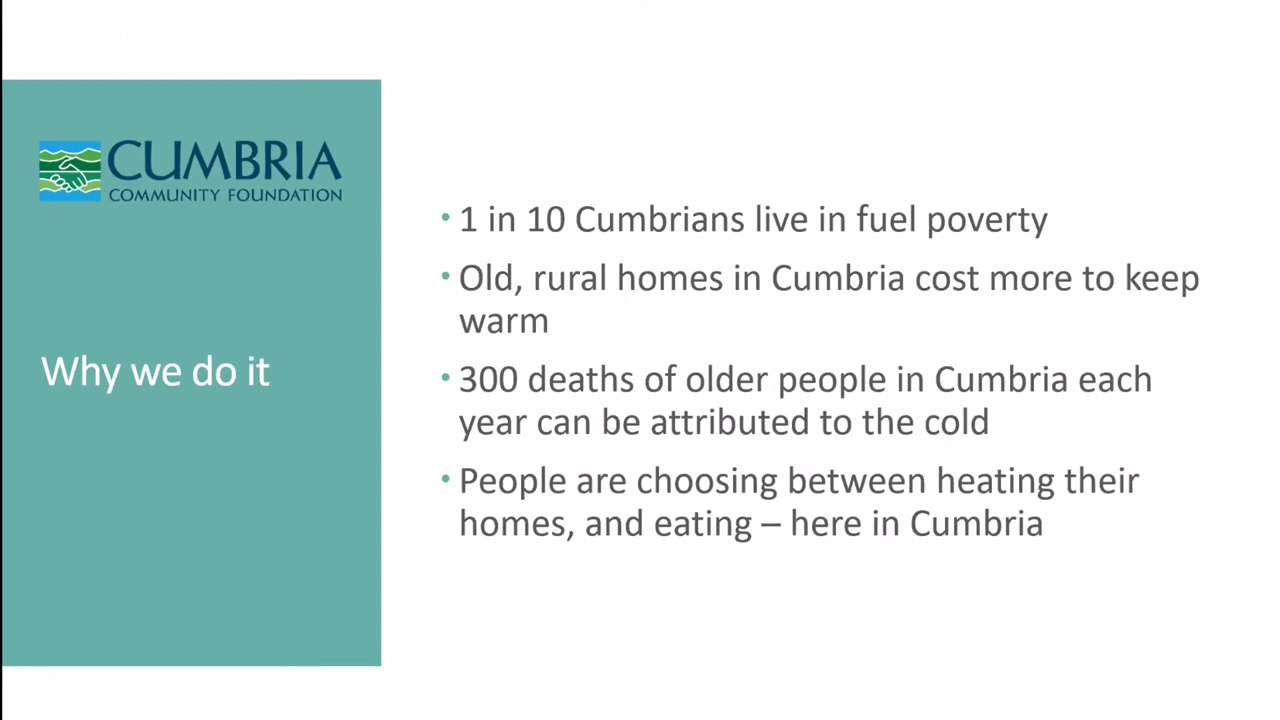 CUMBRIA
COMMUNITY FOUNDATION
Why we do it
• 1 in 10 Cumbrians live in fuel poverty
• Old, rural homes in Cumbria cost more to keep
warm
• 300 deaths of older people in Cumbria each
year can be attributed to the cold
• People are choosing between heating their
homes, and eating – here in Cumbria